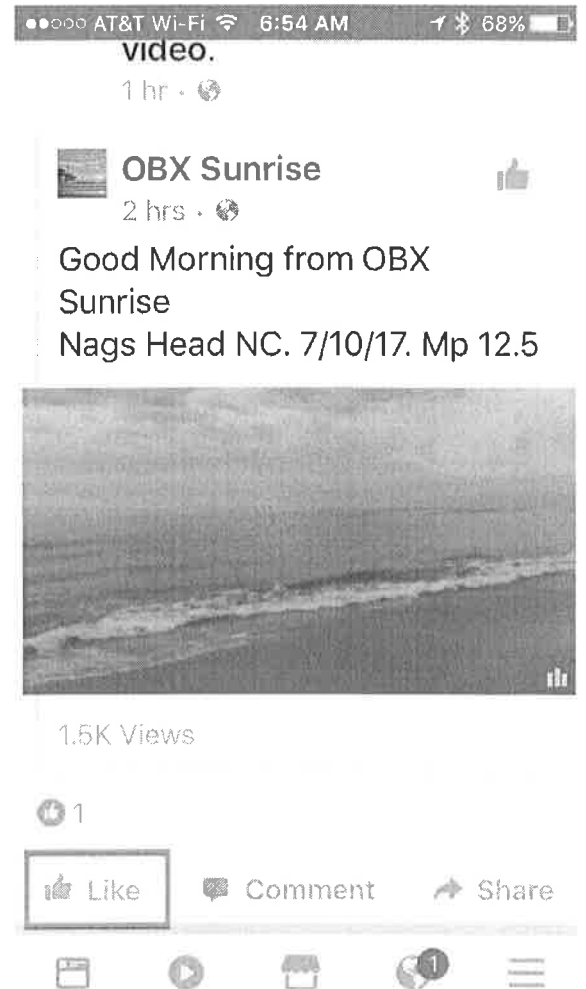 AT&T Wi-Fi 6:54 AM 68%
video.
1 hr ·
OBX Sunrise
2 hrs ·
Good Morning from OBX
Sunrise
Nags Head NC. 7/10/17. Mp 12.5
1.5K Views
1
Like Comment Share
1